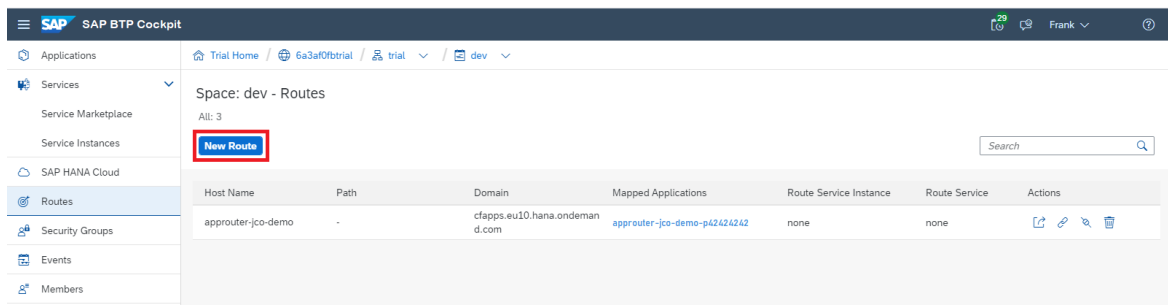 SAP SAP BTP Cockpit 29 Frank
Applications
Trial Home / 6a3af0fbtrial / trial / dev
Services
Space: dev - Routes
Service Marketplace
All: 3
Service Instances
New Route
Search
SAP HANA Cloud
Routes
Host Name Path Domain Mapped Applications Route Service Instance Route Service Actions
approuter-jco-demo - cfapps.eu10.hana.ondeman
d.com approuter-jco-demo-p42424242 none none
Security Groups
Events
Members